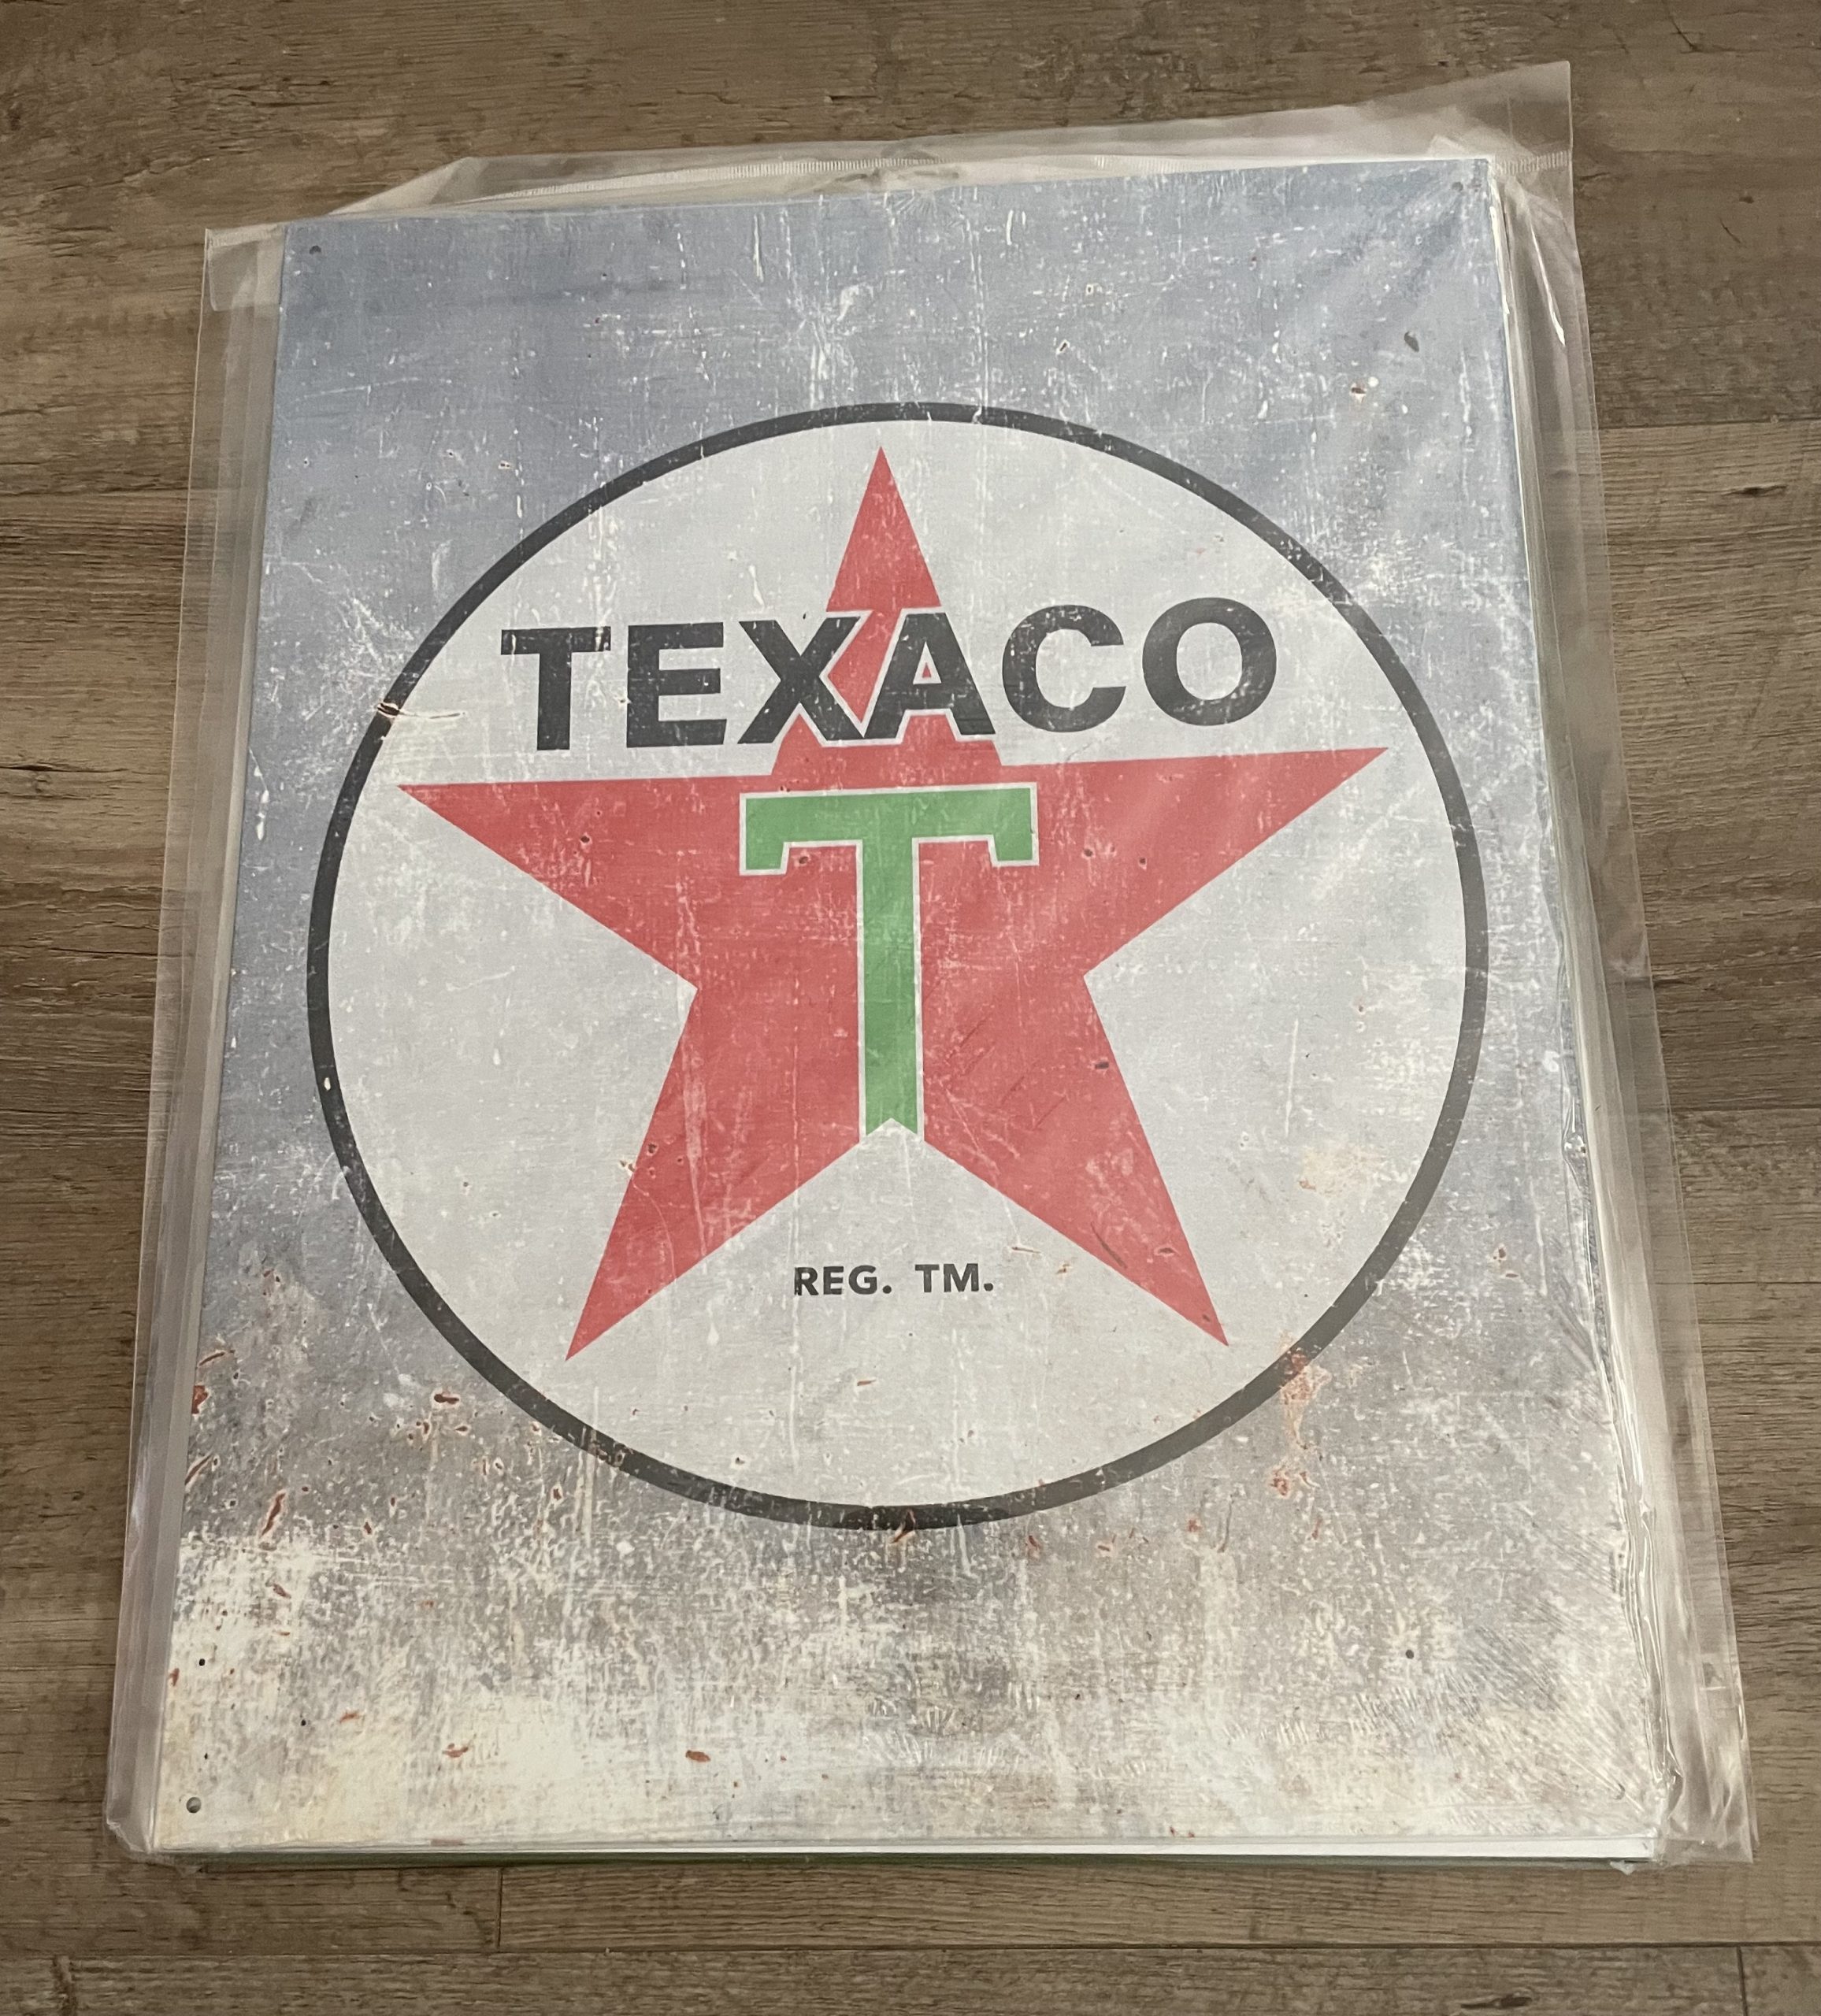 TEXACO
T
REG. TM.